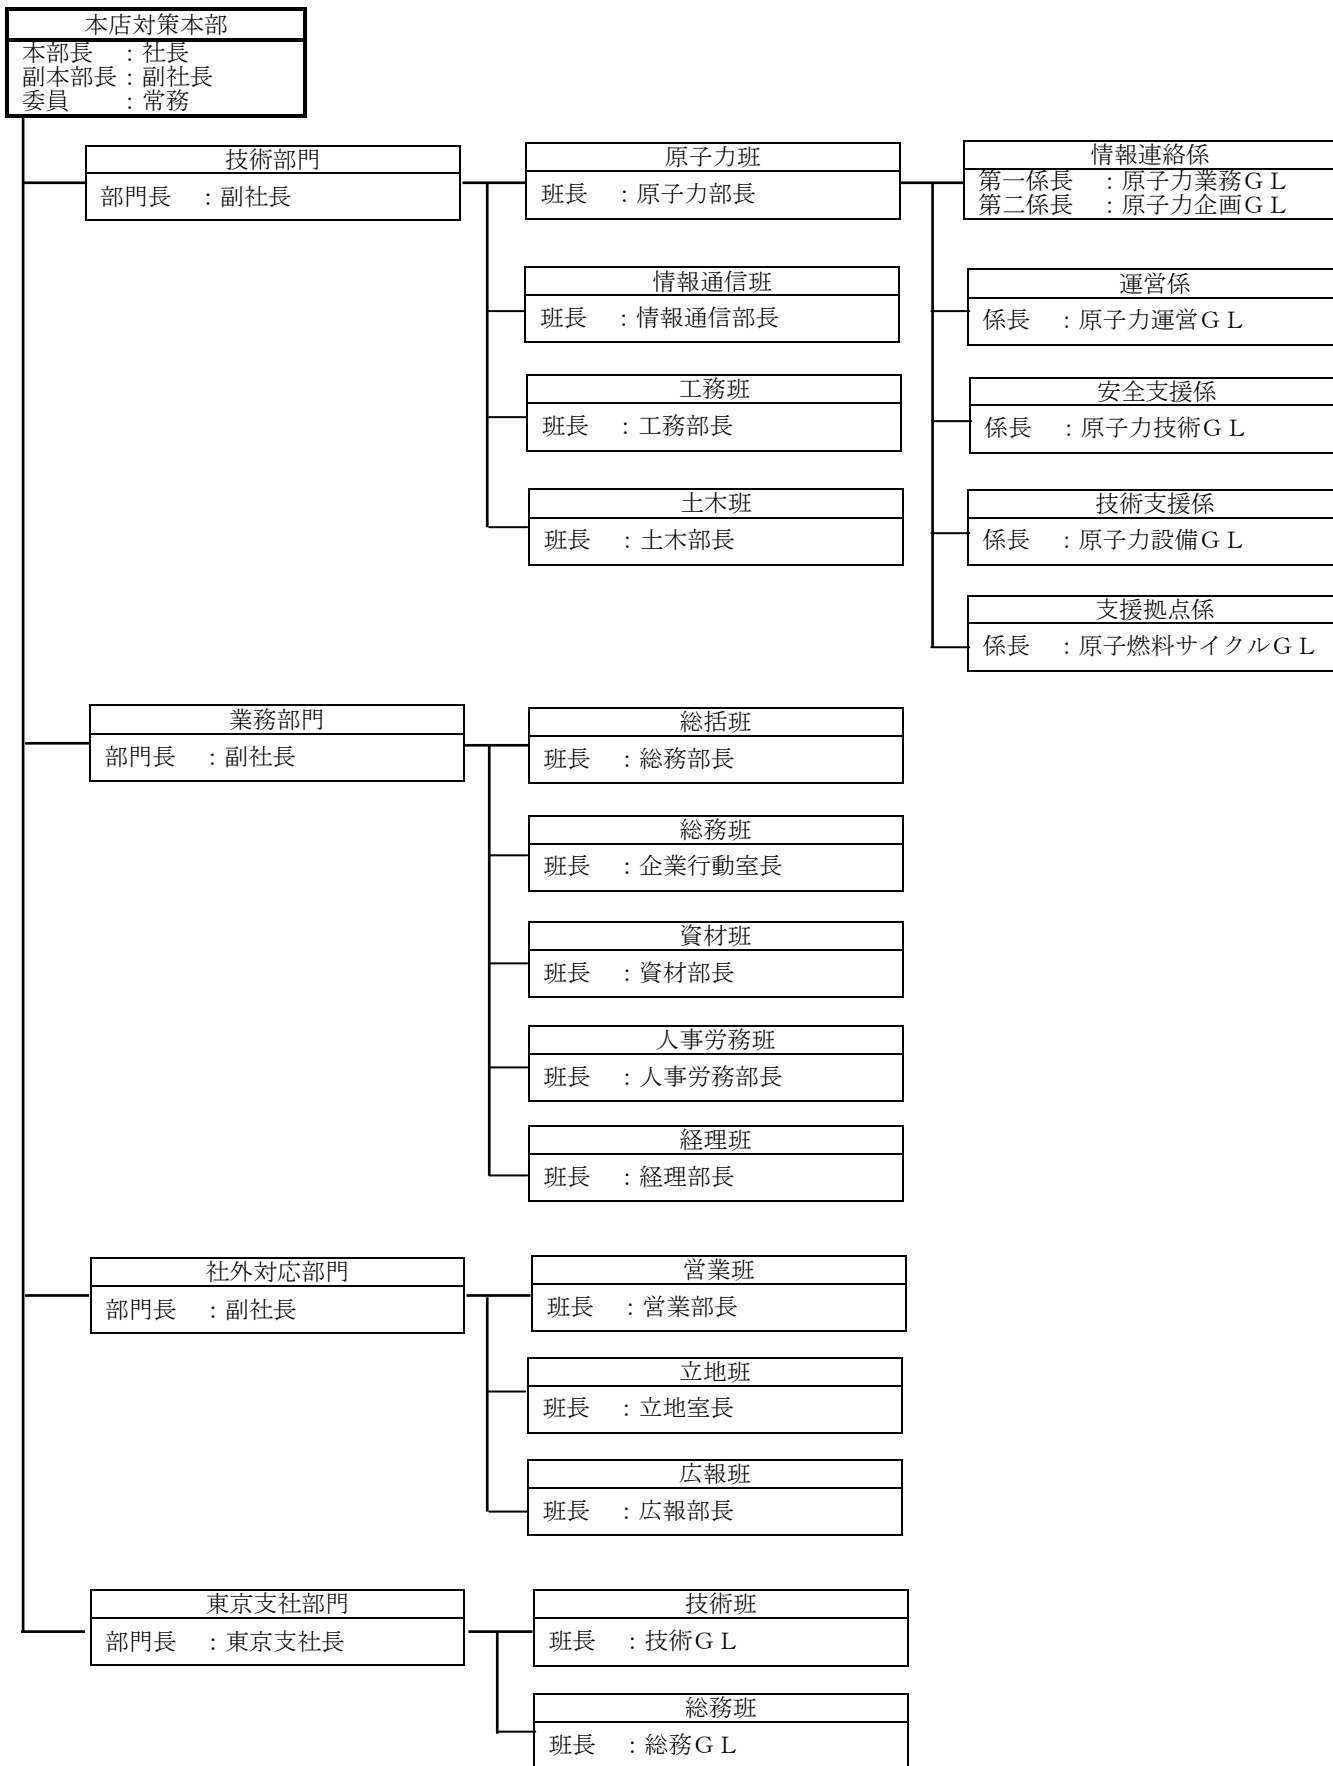 本店対策本部
本部長　：社長
副本部長：副社長
委員　　：常務
技術部門
部門長　：副社長
原子力班
班長　：原子力部長
情報連絡係
第一係長　：原子力業務ＧＬ
第二係長　：原子力企画ＧＬ
情報通信班
班長　：情報通信部長
運営係
係長　：原子力運営ＧＬ
工務班
班長　：工務部長
安全支援係
係長　：原子力技術ＧＬ
土木班
班長　：土木部長
技術支援係
係長　：原子力設備ＧＬ
支援拠点係
係長　：原子燃料サイクルＧＬ
業務部門
部門長　：副社長
総括班
班長　：総務部長
総務班
班長　：企業行動室長
資材班
班長　：資材部長
人事労務班
班長　：人事労務部長
経理班
班長　：経理部長
社外対応部門
部門長　：副社長
営業班
班長　：営業部長
立地班
班長　：立地室長
広報班
班長　：広報部長
東京支社部門
部門長　：東京支社長
技術班
班長　：技術ＧＬ
総務班
班長　：総務ＧＬ